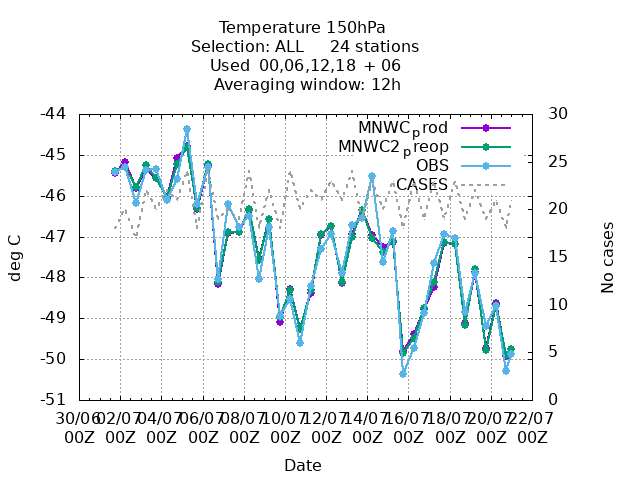 Temperature 150hPa
Selection: ALL 24 stations
Used 00,06,12,18 + 06
Averaging window: 12h
-44
-45
-46
-47
-48
-49
-50
-51
deg C
30
25
20
15
10
5
0
No cases
MNWC_prod
MNWC2_preop
OBS
CASES
30/06 02/07 04/07 06/07 08/07 10/07 12/07 14/07 16/07 18/07 20/07 22/07
00Z 00Z 00Z 00Z 00Z 00Z 00Z 00Z 00Z 00Z 00Z 00Z
Date